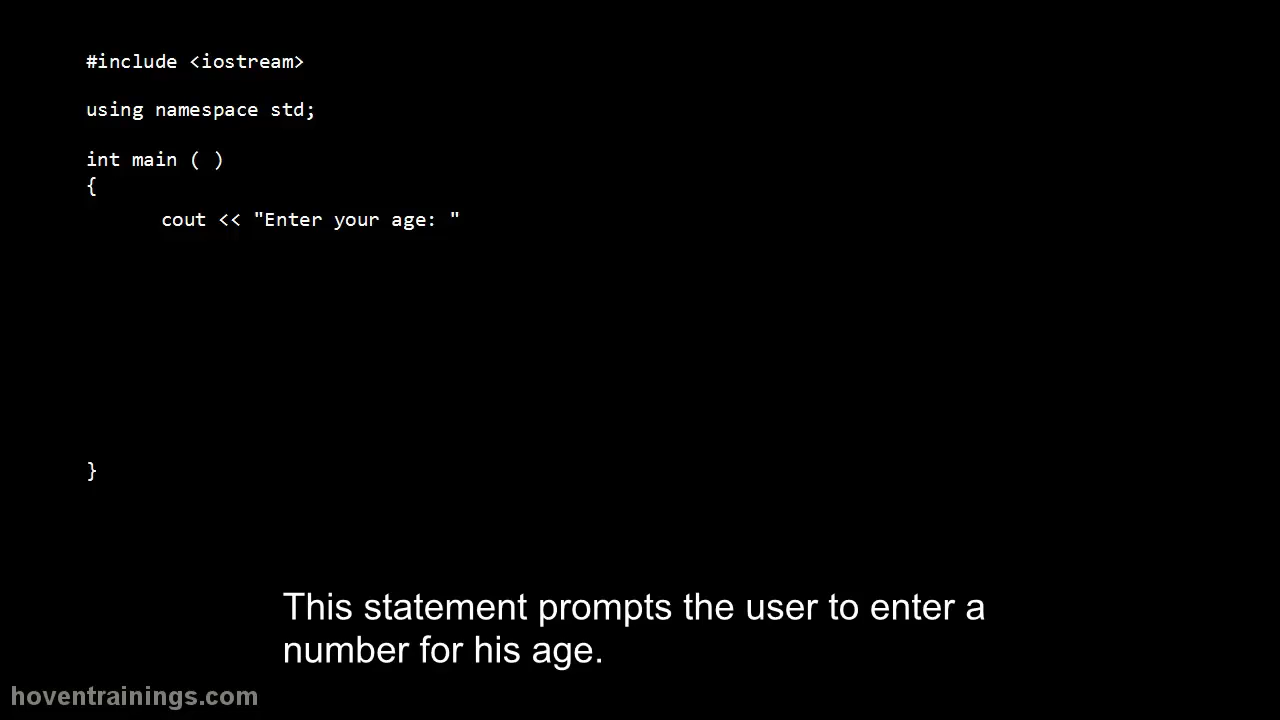 #include <iostream>
using namespace std;
int main ( )
{
cout << "Enter your age: "
}
This statement prompts the user to enter a
number for his age.
hoventrainings.com